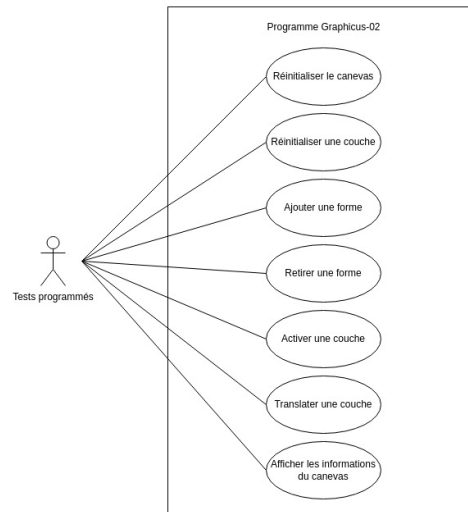 Programme Graphicus-02
Réinitialiser le canevas
Réinitialiser une couche
Ajouter une forme
Retirer une forme
Tests programmés
Activer une couche
Translater une couche
Afficher les informations
du canevas